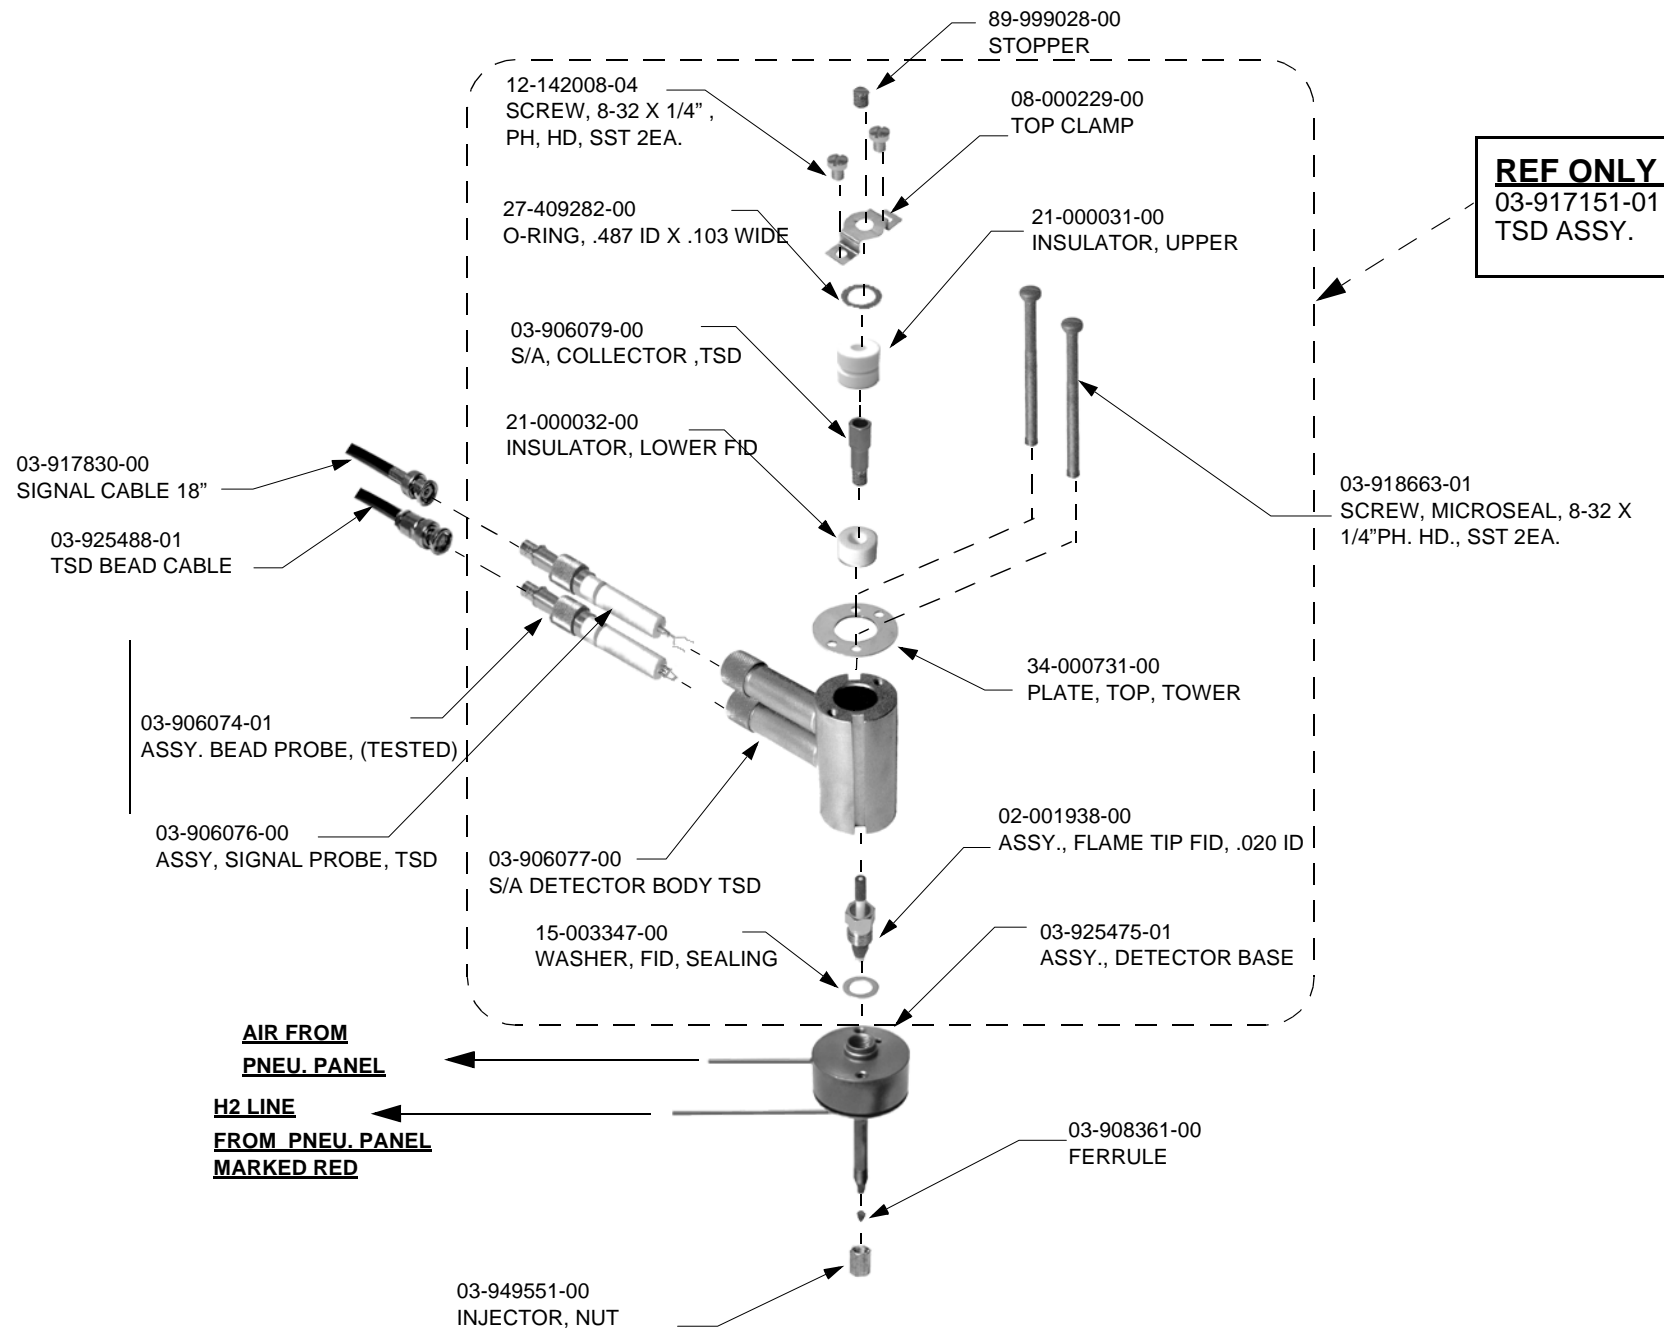 89-999028-00
STOPPER
12-142008-04
SCREW, 8-32 X 1/4” ,
PH, HD, SST 2EA.
08-000229-00
TOP CLAMP
REF ONLY
03-917151-01
TSD ASSY.
27-409282-00
O-RING, .487 ID X .103 WIDE
21-000031-00
INSULATOR, UPPER
03-906079-00
S/A, COLLECTOR ,TSD
21-000032-00
INSULATOR, LOWER FID
03-917830-00
SIGNAL CABLE 18”
03-925488-01
TSD BEAD CABLE
03-918663-01
SCREW, MICROSEAL, 8-32 X
1/4”PH. HD., SST 2EA.
34-000731-00
PLATE, TOP, TOWER
03-906074-01
ASSY. BEAD PROBE, (TESTED)
03-906076-00
ASSY, SIGNAL PROBE, TSD
03-906077-00
S/A DETECTOR BODY TSD
02-001938-00
ASSY., FLAME TIP FID, .020 ID
15-003347-00
WASHER, FID, SEALING
03-925475-01
ASSY., DETECTOR BASE
AIR FROM
PNEU. PANEL
H2 LINE
FROM PNEU. PANEL
MARKED RED
03-908361-00
FERRULE
03-949551-00
INJECTOR, NUT